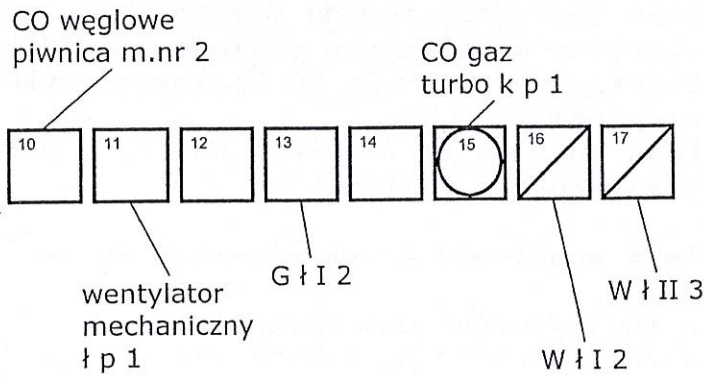 CO węglowe
piwnica m.nr 2
CO gaz
turbo k p 1
10 11 12 13 14 15 16 17
wentylator
mechaniczny
ł p 1
G ł I 2
W ł I 2
W ł II 3